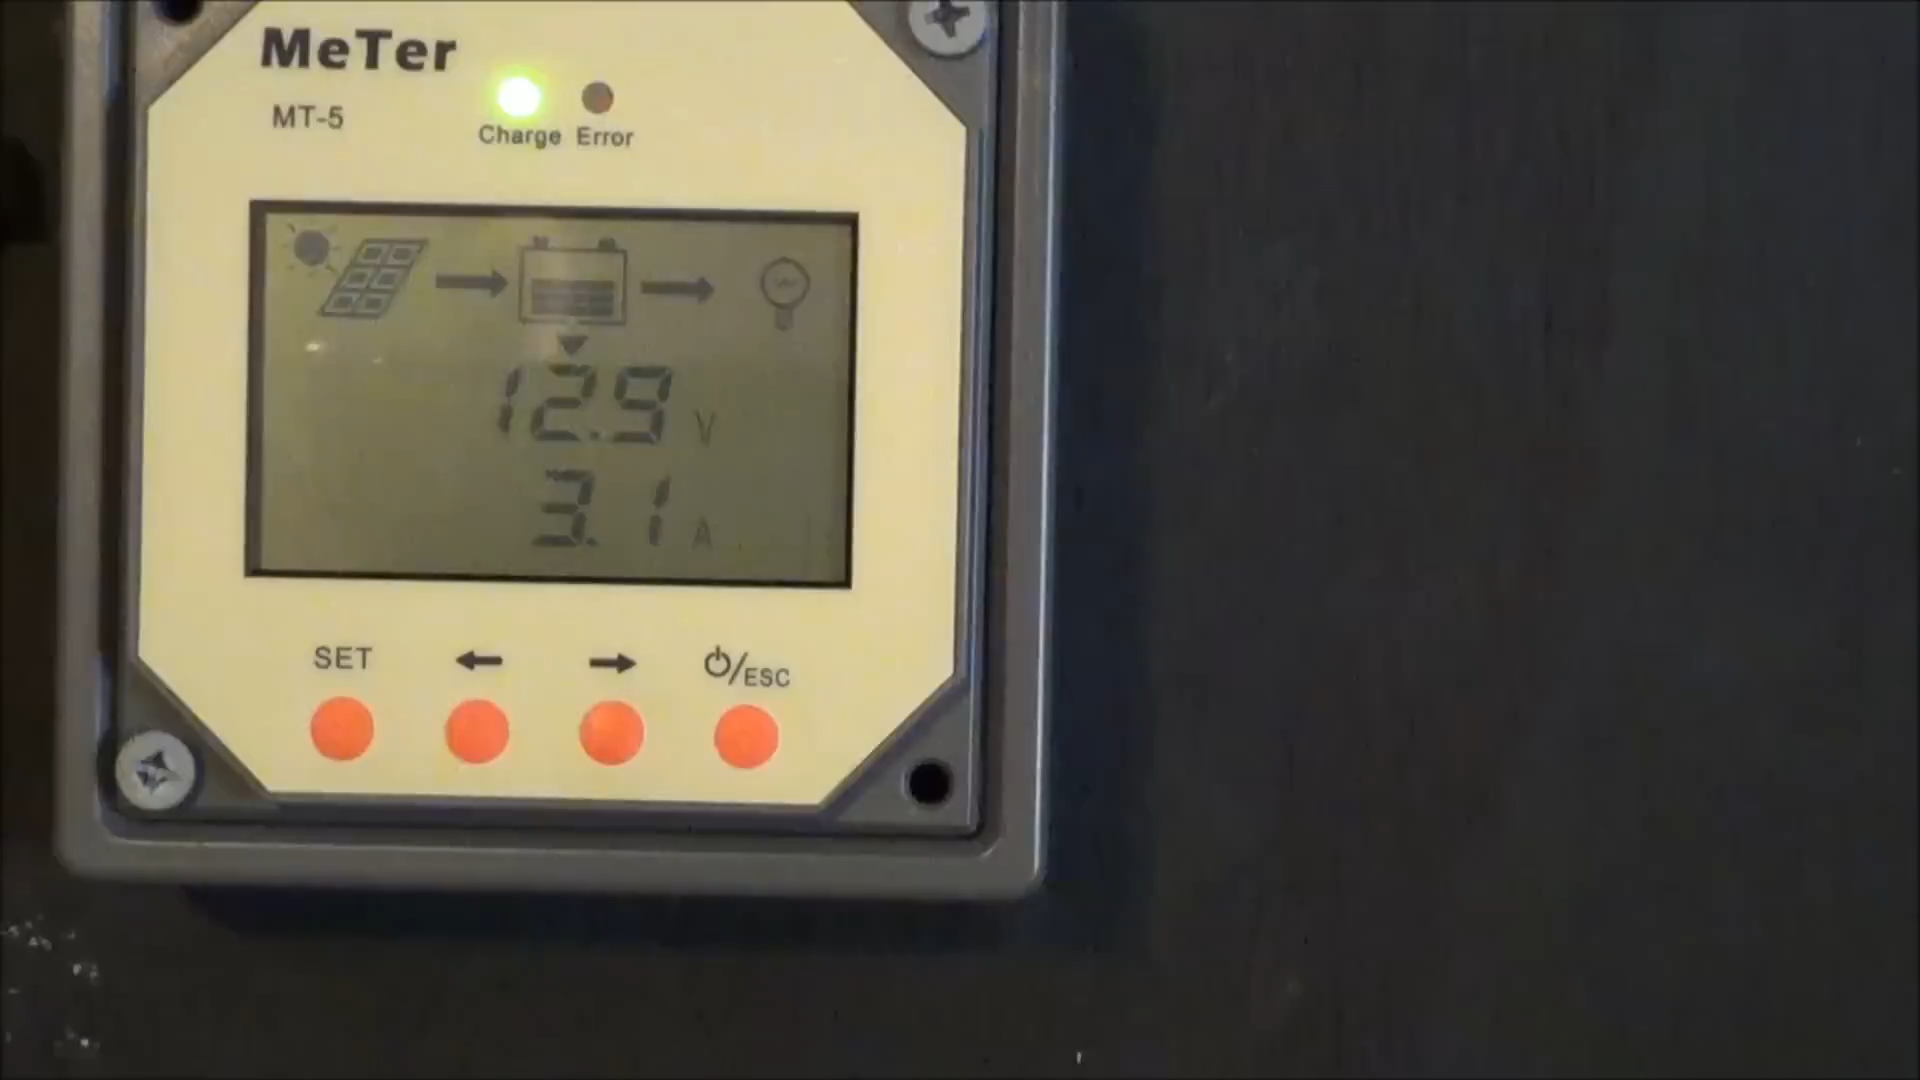 MeTer
MT-5
Charge Error
12.9 V
3.1 A
SET ← → ⏻/ESC